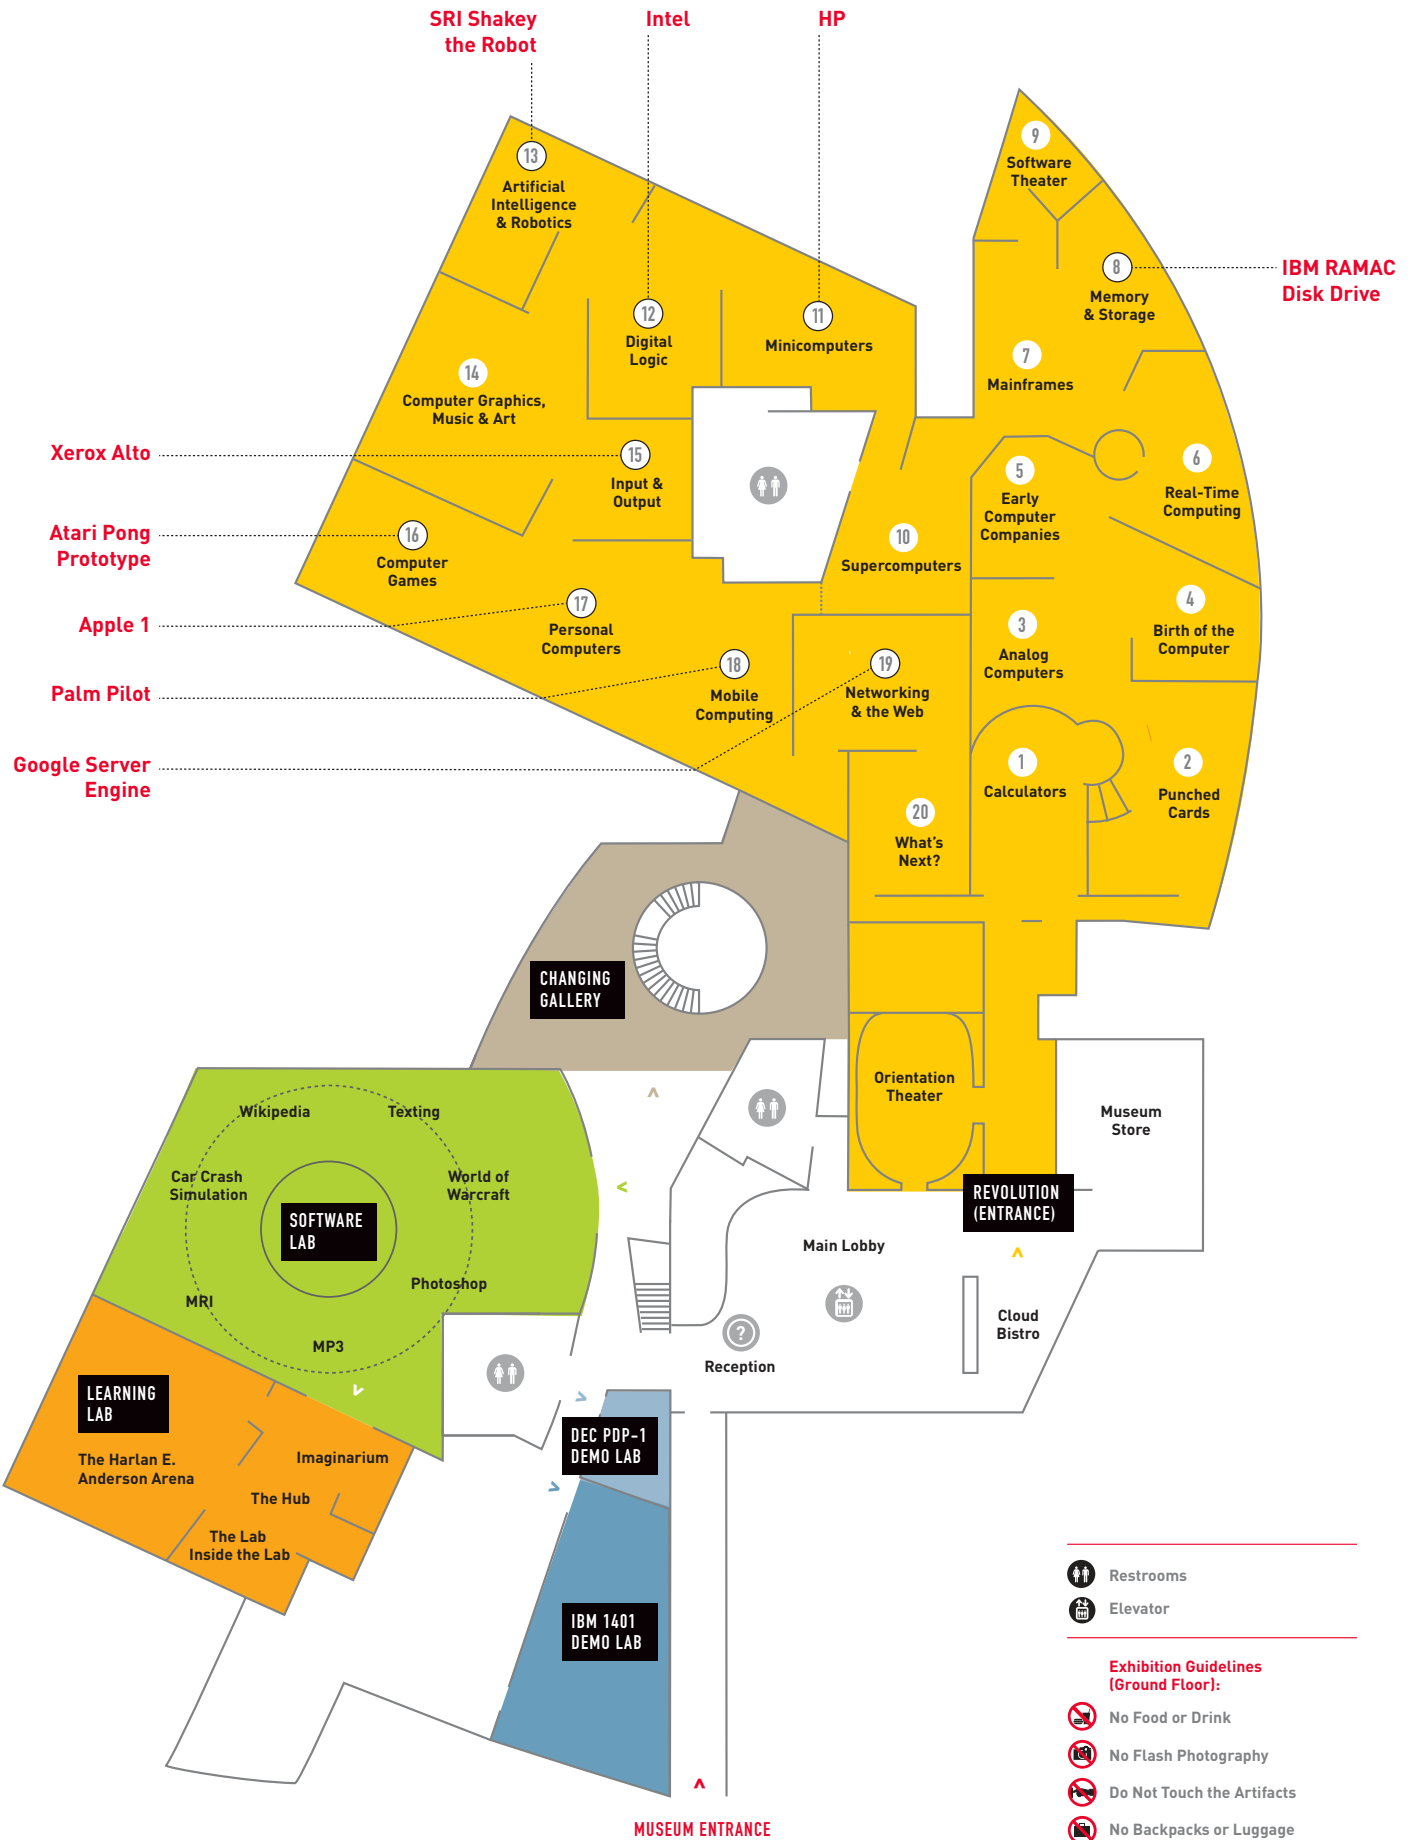 SRI Shakey
the Robot
Intel
HP
9
Software
Theater
13
Artificial
Intelligence
& Robotics
8
Memory
& Storage
IBM RAMAC
Disk Drive
12
Digital
Logic
11
Minicomputers
7
Mainframes
14
Computer Graphics,
Music & Art
Xerox Alto
15
Input &
Output
5
Early
Computer
Companies
6
Real-Time
Computing
Atari Pong
Prototype
16
Computer
Games
10
Supercomputers
Apple 1
17
Personal
Computers
3
Analog
Computers
4
Birth of the
Computer
Palm Pilot
18
Mobile
Computing
19
Networking
& the Web
Google Server
Engine
1
Calculators
2
Punched
Cards
20
What's
Next?
CHANGING
GALLERY
Orientation
Theater
Museum
Store
Wikipedia
Texting
Car Crash
Simulation
World of
Warcraft
SOFTWARE
LAB
REVOLUTION
(ENTRANCE)
Main Lobby
Photoshop
MRI
MP3
Cloud
Bistro
?
Reception
LEARNING
LAB
The Harlan E.
Anderson Arena
Imaginarium
The Hub
The Lab
Inside the Lab
DEC PDP-1
DEMO LAB
IBM 1401
DEMO LAB
MUSEUM ENTRANCE
Restrooms
Elevator
Exhibition Guidelines
(Ground Floor):
No Food or Drink
No Flash Photography
Do Not Touch the Artifacts
No Backpacks or Luggage